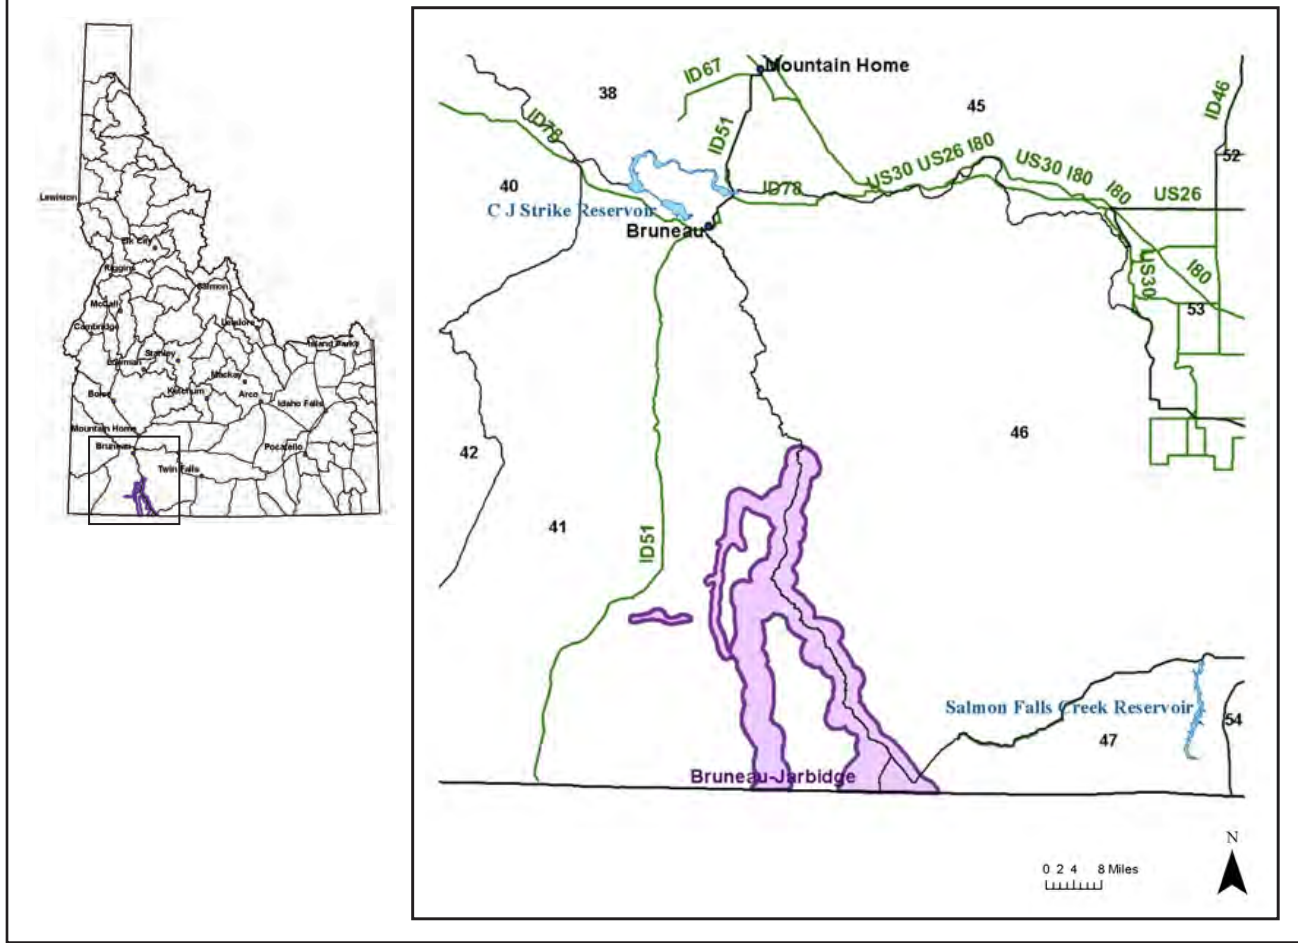 Lewiston
Elk City
Riggins
Salmon
McCall
Cambridge
Leadore
Island Park
Stanley
Lowman
Mackay
Boise
Ketchum
Arco
Idaho Falls
Mountain Home
Bruneau
Pocatello
Twin Falls
Mountain Home
ID67
38
45
ID46
ID78
ID51
52
US30 US26 I80
US30 I80
40
ID78
I80
US26
C J Strike Reservoir
Bruneau
US30
I80
53
46
42
41
ID51
Salmon Falls Creek Reservoir
54
47
Bruneau-Jarbidge
N
0 2 4 8 Miles